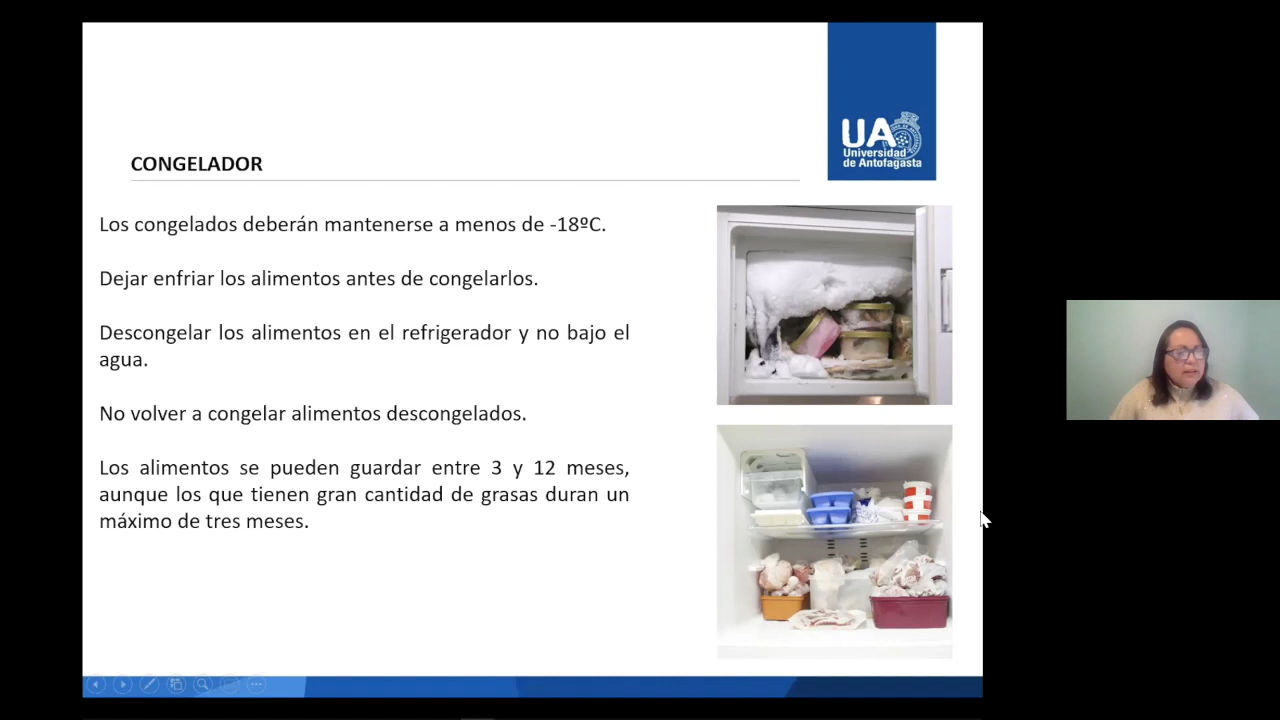 UA
Universidad
de Antofagasta
CONGELADOR
Los congelados deberán mantenerse a menos de -18ºC.
Dejar enfriar los alimentos antes de congelarlos.
Descongelar los alimentos en el refrigerador y no bajo el
agua.
No volver a congelar alimentos descongelados.
Los alimentos se pueden guardar entre 3 y 12 meses,
aunque los que tienen gran cantidad de grasas duran un
máximo de tres meses.